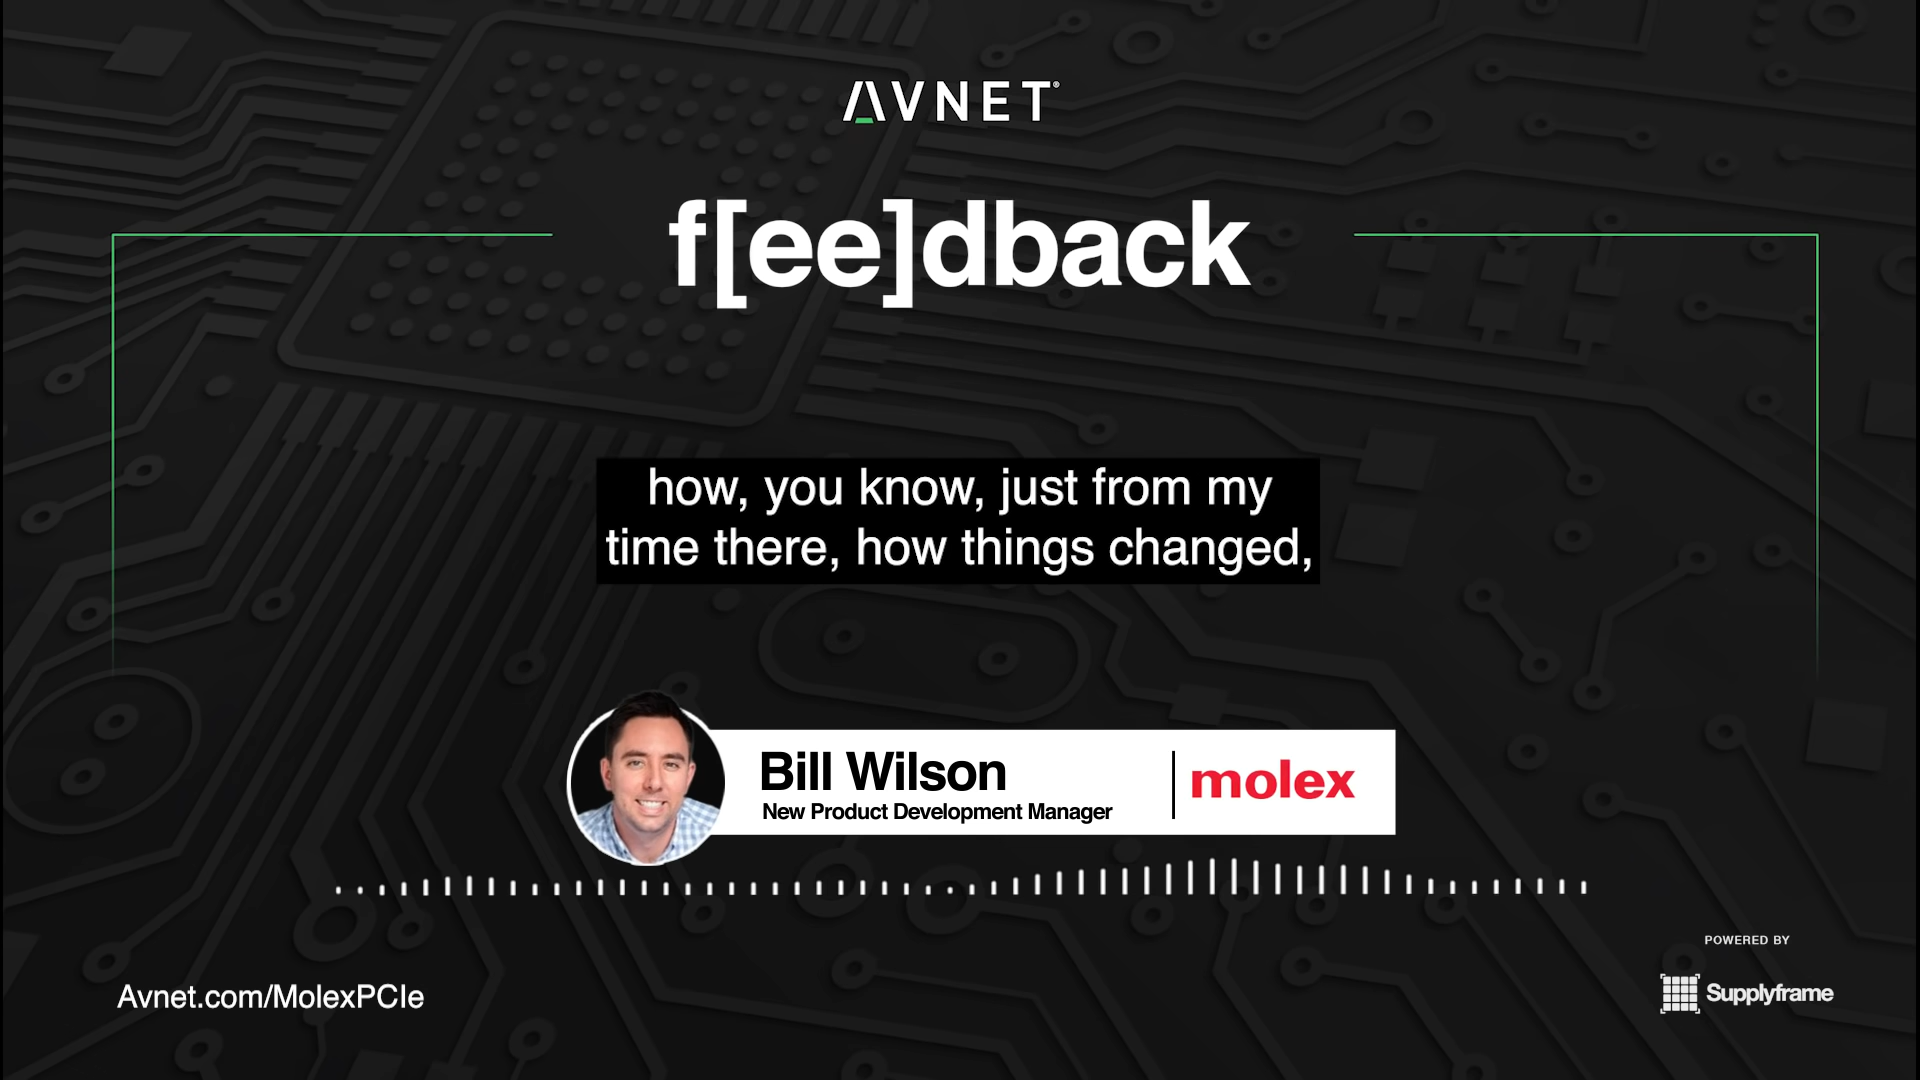 AVNET®
f[ee]dback
how, you know, just from my
time there, how things changed,
Bill Wilson
New Product Development Manager
molex
POWERED BY
Supplyframe
Avnet.com/MolexPCIe